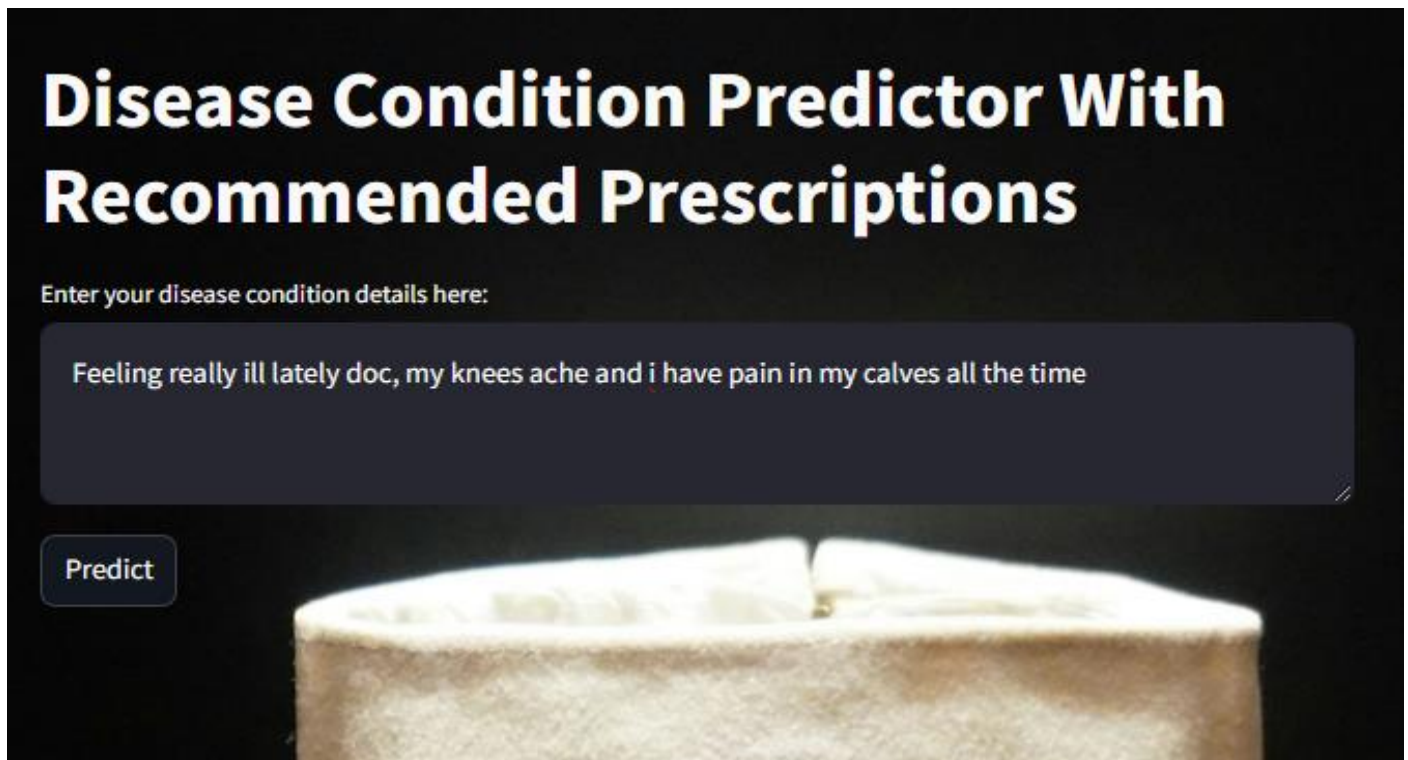 Disease Condition Predictor With
Recommended Prescriptions
Enter your disease condition details here:
Feeling really ill lately doc, my knees ache and i have pain in my calves all the time
Predict